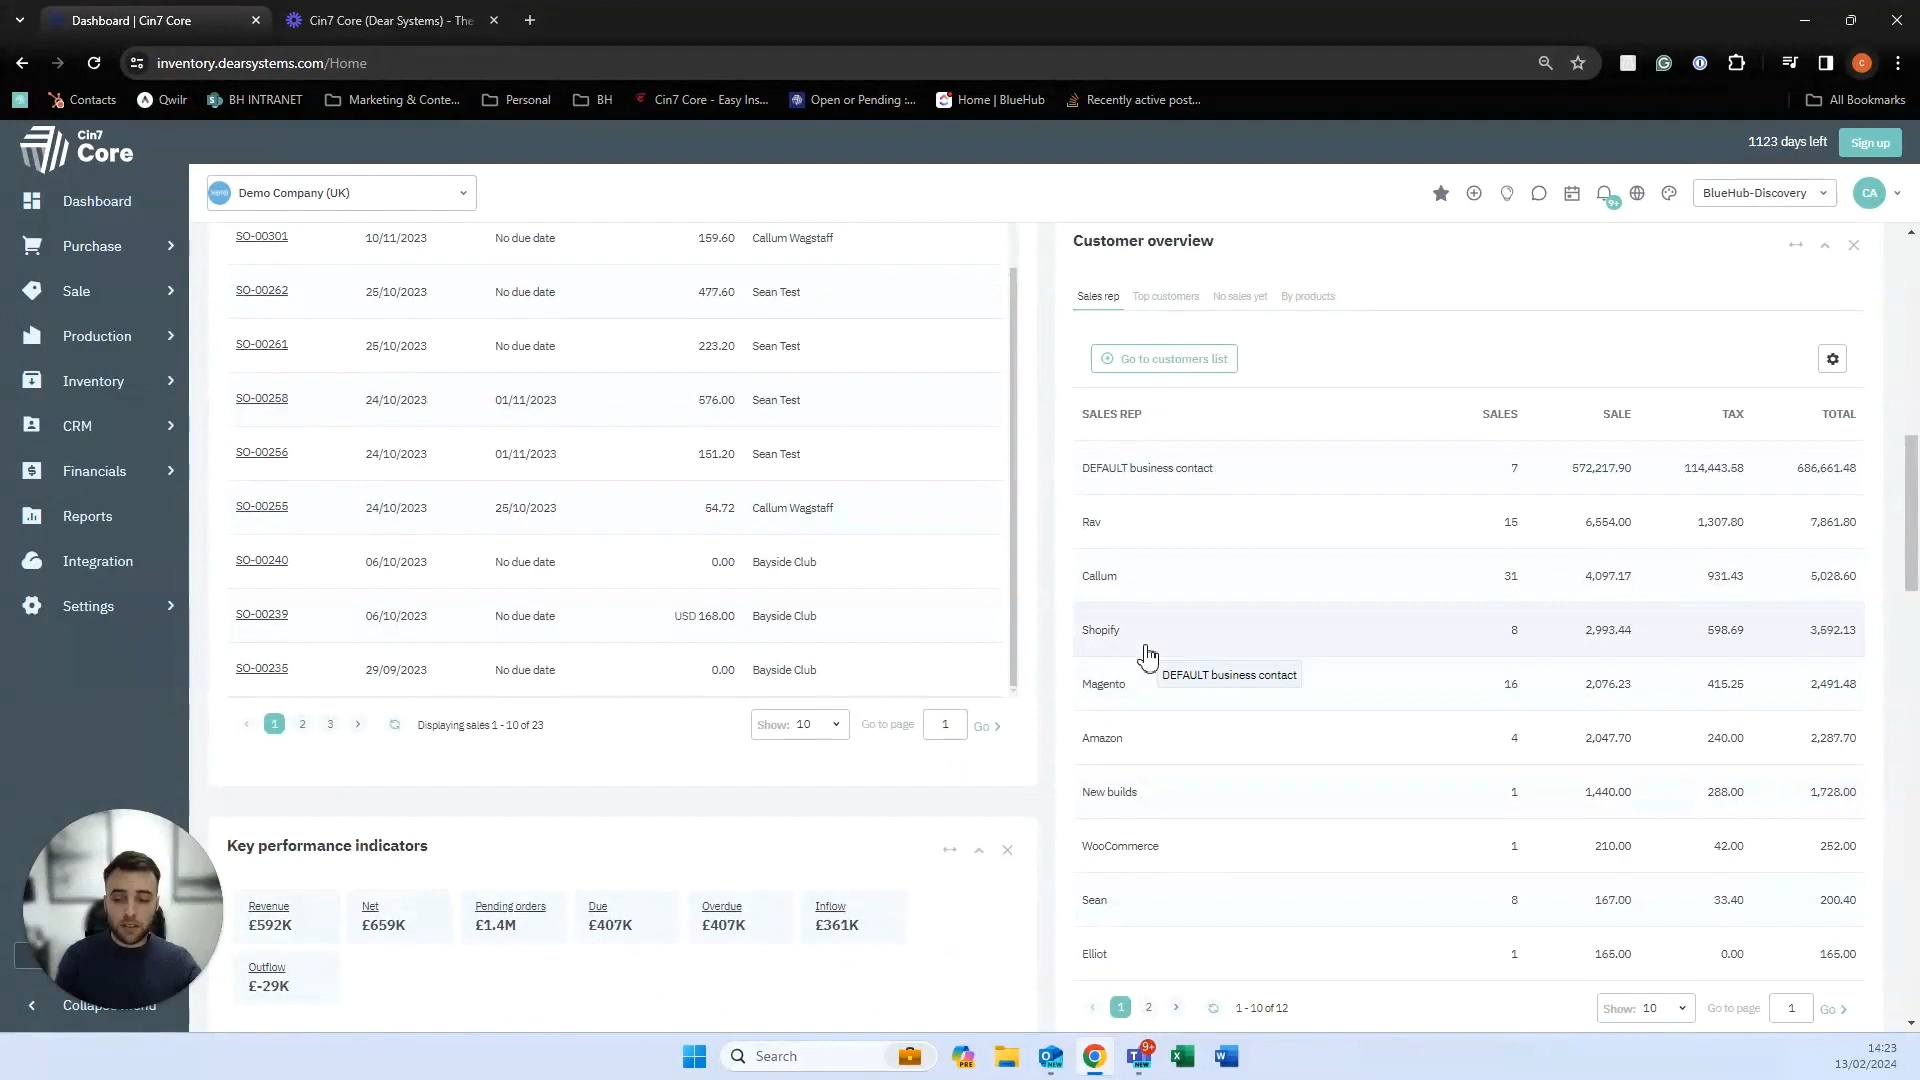 Dashboard | Cin7 Core
Cin7 Core (Dear Systems) - The
inventory.dearsystems.com/Home
Contacts
Qwilr
BH INTRANET
Marketing & Conte...
Personal
BH
Cin7 Core - Easy Ins...
Open or Pending :...
Home | BlueHub
Recently active post...
All Bookmarks
Cin7
Core
1123 days left
Sign up
Demo Company (UK)
9+
BlueHub-Discovery
CA
Dashboard
Purchase
Sale
Production
Inventory
CRM
Financials
Reports
Integration
Settings
SO-00301 10/11/2023 No due date 159.60 Callum Wagstaff
SO-00262 25/10/2023 No due date 477.60 Sean Test
SO-00261 25/10/2023 No due date 223.20 Sean Test
SO-00258 24/10/2023 01/11/2023 576.00 Sean Test
SO-00256 24/10/2023 01/11/2023 151.20 Sean Test
SO-00255 24/10/2023 25/10/2023 54.72 Callum Wagstaff
SO-00240 06/10/2023 No due date 0.00 Bayside Club
SO-00239 06/10/2023 No due date USD 168.00 Bayside Club
SO-00235 29/09/2023 No due date 0.00 Bayside Club
1 2 3 Displaying sales 1 - 10 of 23 Show: 10 Go to page 1 Go
Key performance indicators
Revenue Net Pending orders Due Overdue Inflow
£592K £659K £1.4M £407K £407K £361K
Outflow
£-29K
Customer overview
Sales rep Top customers No sales yet By products
Go to customers list
SALES REP SALES SALE TAX TOTAL
DEFAULT business contact 7 572,217.90 114,443.58 686,661.48
Rav 15 6,554.00 1,307.80 7,861.80
Callum 31 4,097.17 931.43 5,028.60
Shopify 8 2,993.44 598.69 3,592.13
DEFAULT business contact
Magento 16 2,076.23 415.25 2,491.48
Amazon 4 2,047.70 240.00 2,287.70
New builds 1 1,440.00 288.00 1,728.00
WooCommerce 1 210.00 42.00 252.00
Sean 8 167.00 33.40 200.40
Elliot 1 165.00 0.00 165.00
1 2 1 - 10 of 12 Show: 10 Go to page 1 Go
Search
PRE
NEW
9+
NEW
14:23
13/02/2024